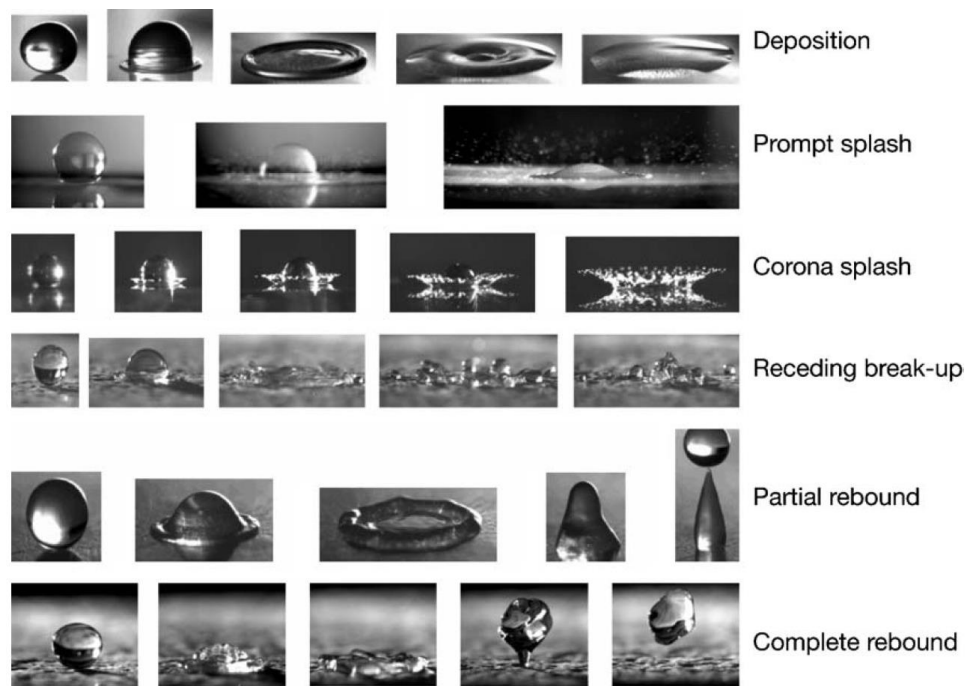 Deposition
Prompt splash
Corona splash
Receding break-up
Partial rebound
Complete rebound